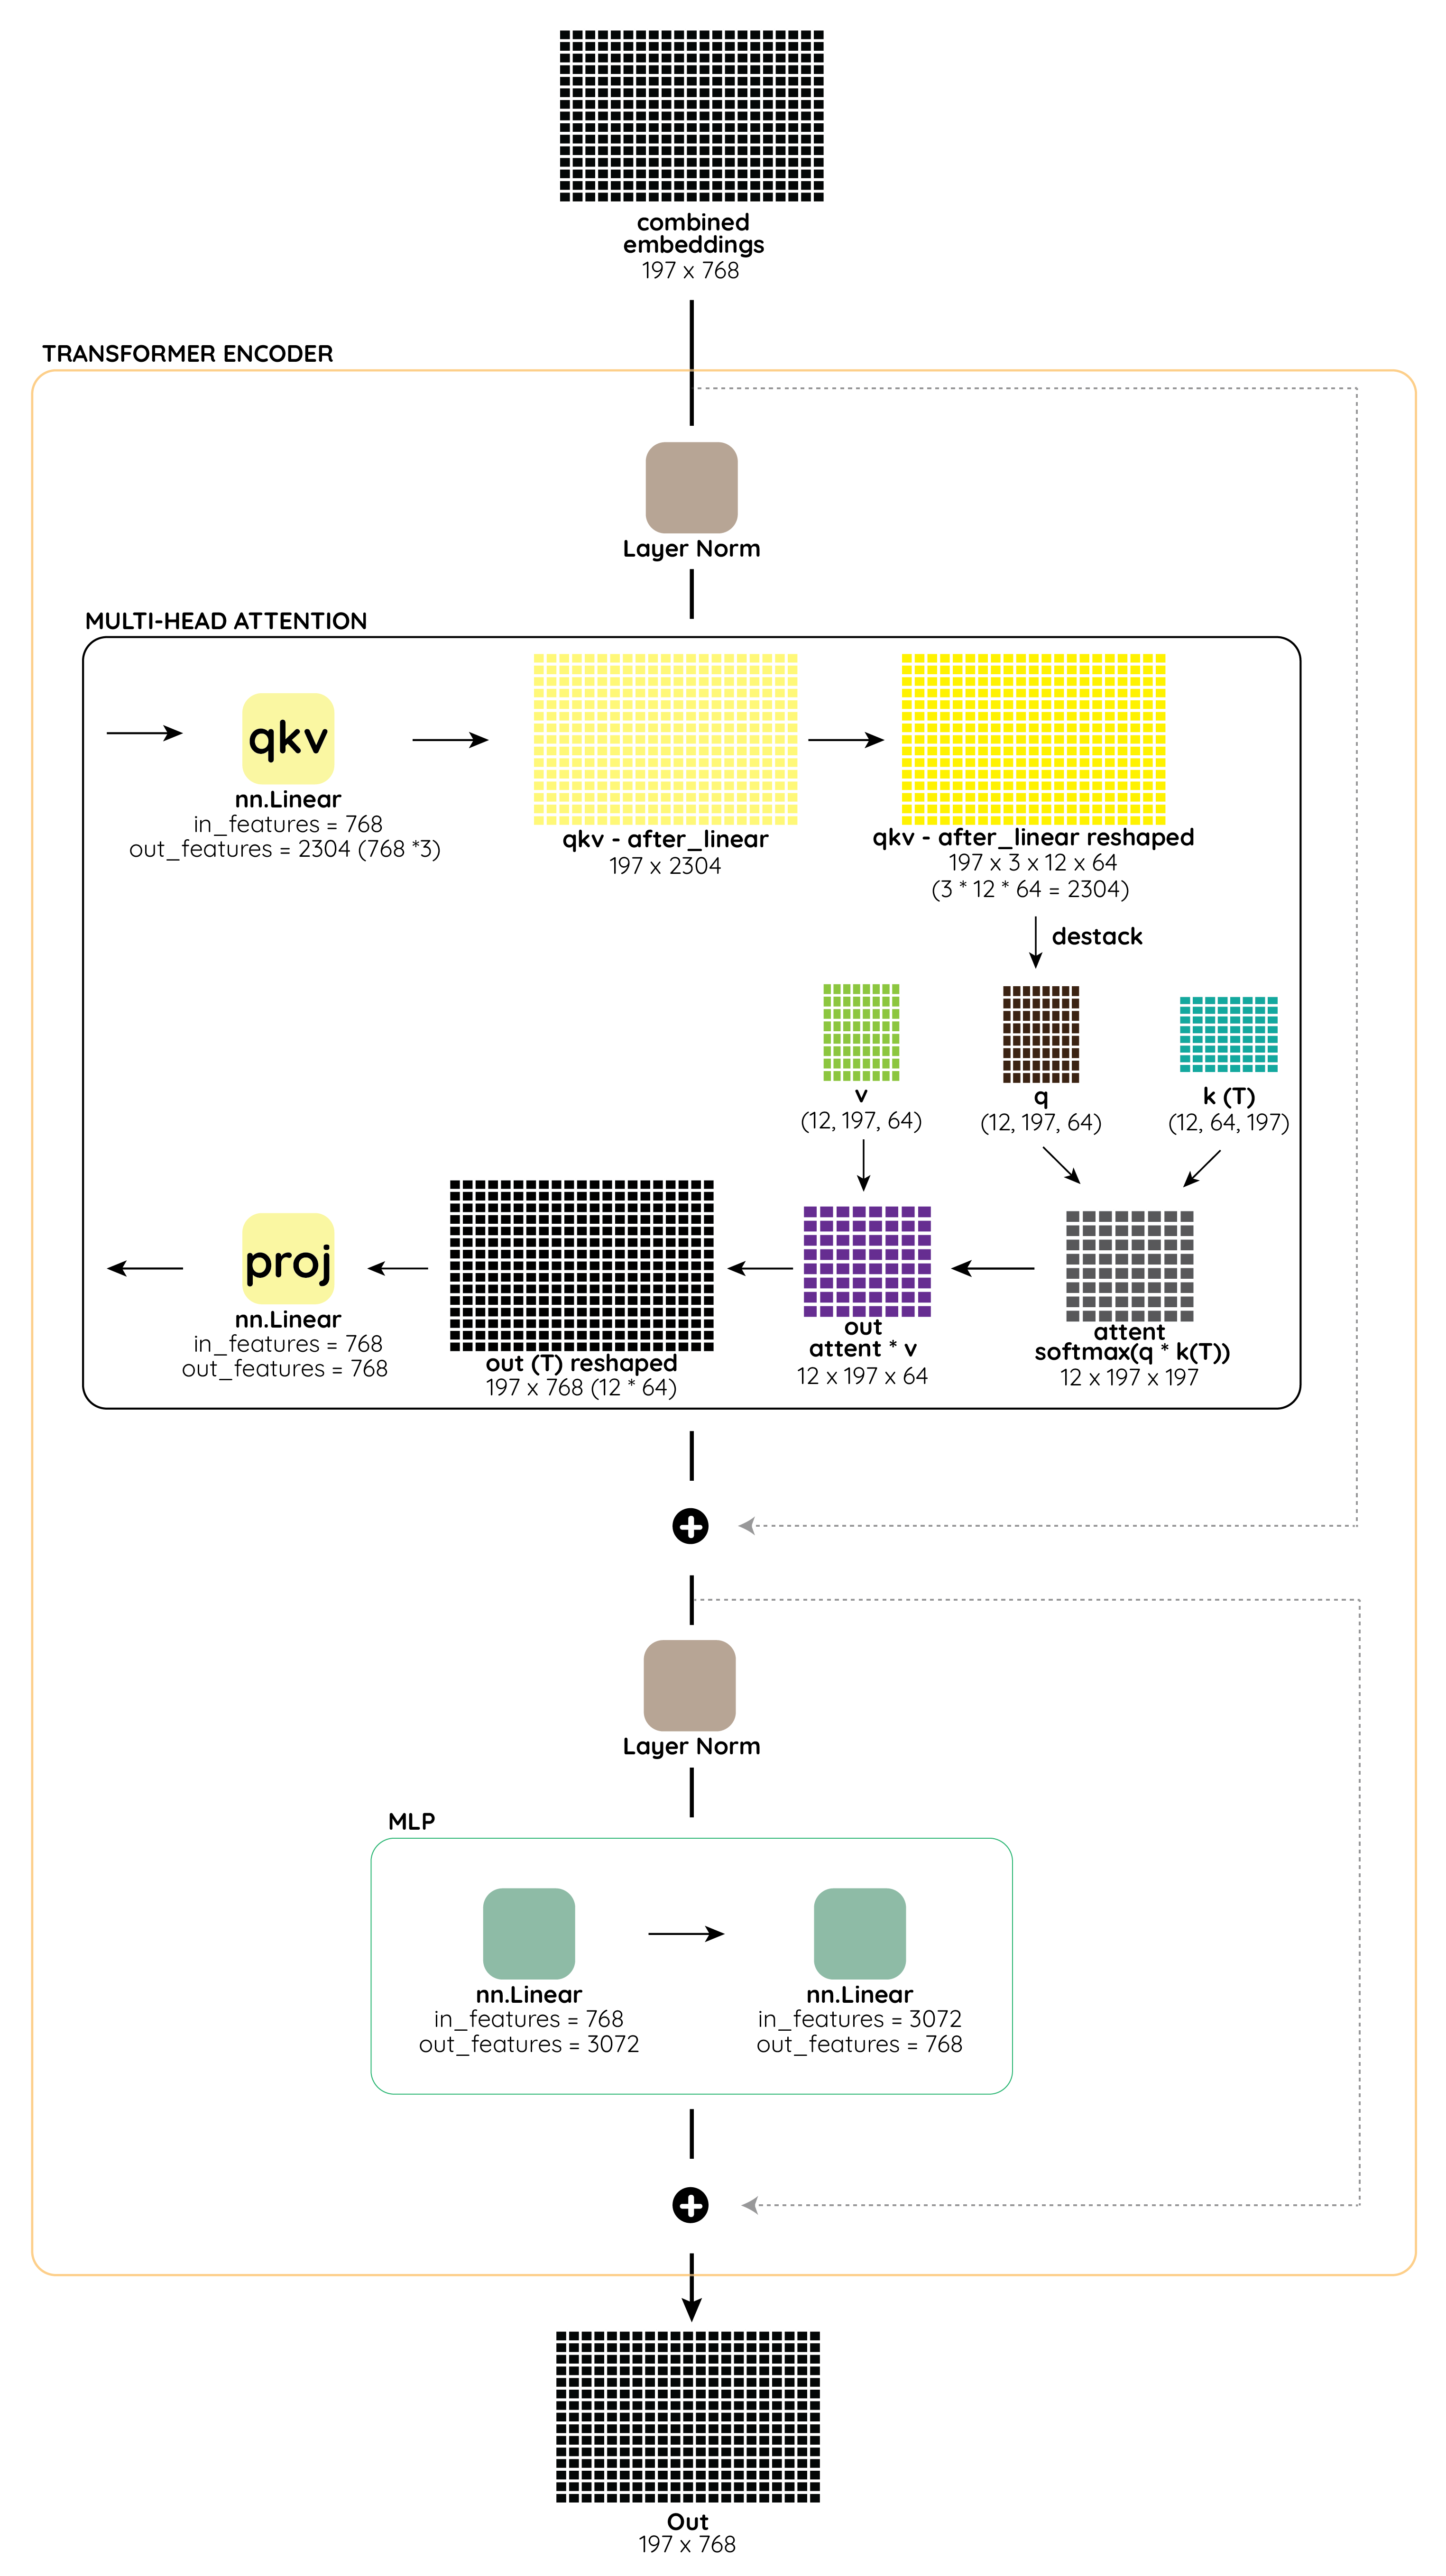 combined
embeddings
197 x 768
TRANSFORMER ENCODER
Layer Norm
MULTI-HEAD ATTENTION
qkv
nn.Linear
in_features = 768
out_features = 2304 (768 *3)
qkv - after_linear
197 x 2304
qkv - after_linear reshaped
197 x 3 x 12 x 64
(3 * 12 * 64 = 2304)
destack
v
(12, 197, 64)
q
(12, 197, 64)
k (T)
(12, 64, 197)
proj
nn.Linear
in_features = 768
out_features = 768
out (T) reshaped
197 x 768 (12 * 64)
out
attent * v
12 x 197 x 64
attent
softmax(q * k(T))
12 x 197 x 197
Layer Norm
MLP
nn.Linear
in_features = 768
out_features = 3072
nn.Linear
in_features = 3072
out_features = 768
Out
197 x 768